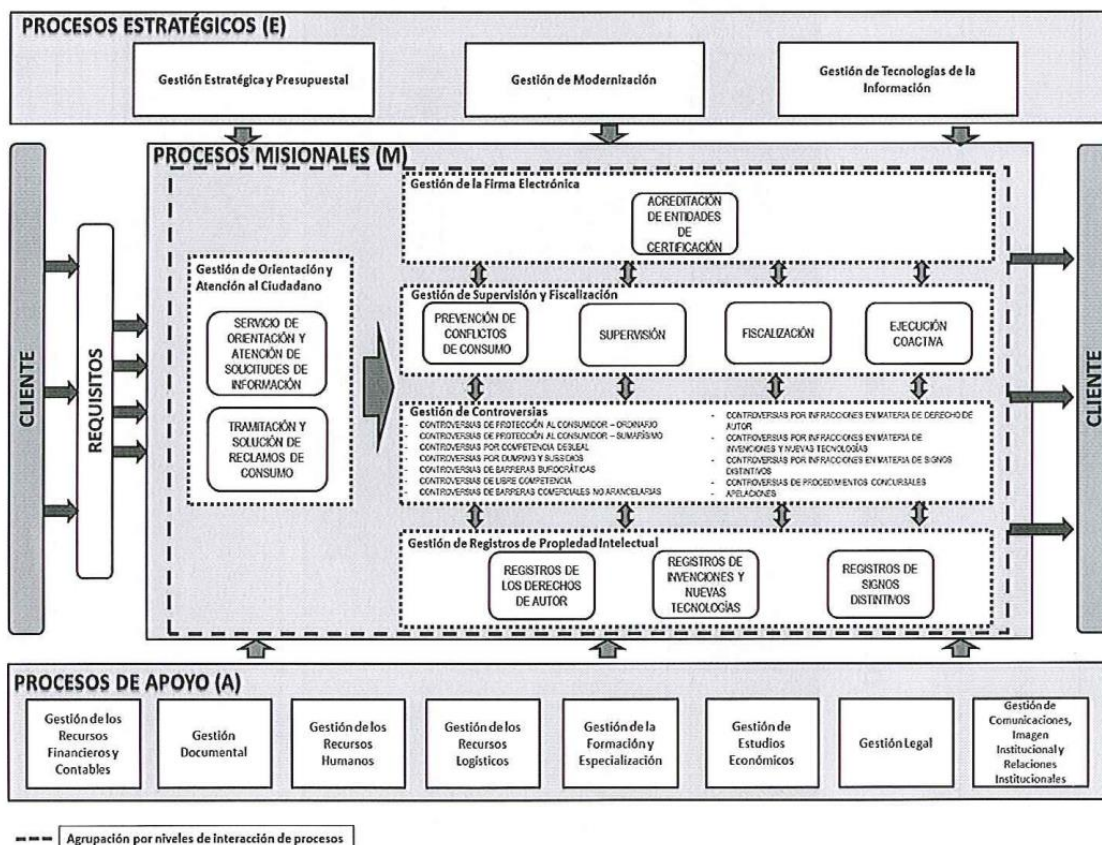 PROCESOS ESTRATÉGICOS (E)
Gestión Estratégica y Presupuestal
Gestión de Modernización
Gestión de Tecnologías de la
Información
CLIENTE
REQUISITOS
PROCESOS MISIONALES (M)
Gestión de Orientación y
Atención al Ciudadano
SERVICIO DE
ORIENTACIÓN Y
ATENCIÓN DE
SOLICITUDES DE
INFORMACIÓN
TRAMITACIÓN Y
SOLUCIÓN DE
RECLAMOS DE
CONSUMO
Gestión de la Firma Electrónica
ACREDITACIÓN
DE ENTIDADES
DE
CERTIFICACIÓN
Gestión de Supervisión y Fiscalización
PREVENCIÓN DE
CONFLICTOS
DE CONSUMO
SUPERVISIÓN
FISCALIZACIÓN
EJECUCIÓN
COACTIVA
Gestión de Controversias
- CONTROVERSIAS DE PROTECCIÓN AL CONSUMIDOR – ORDINARIO
- CONTROVERSIAS DE PROTECCIÓN AL CONSUMIDOR – SUMARÍSIMO
- CONTROVERSIAS POR COMPETENCIA DESLEAL
- CONTROVERSIAS POR DUMPING Y SUBSIDIOS
- CONTROVERSIAS DE BARRERAS BUROCRÁTICAS
- CONTROVERSIAS DE LIBRE COMPETENCIA
- CONTROVERSIAS DE BARRERAS COMERCIALES NO ARANCELARIAS
- CONTROVERSIAS POR INFRACCIONES EN MATERIA DE DERECHO DE
AUTOR
- CONTROVERSIAS POR INFRACCIONES EN MATERIA DE
INVENCIONES Y NUEVAS TECNOLOGÍAS
- CONTROVERSIAS POR INFRACCIONES EN MATERIA DE SIGNOS
DISTINTIVOS
- CONTROVERSIAS DE PROCEDIMIENTOS CONCURSALES
- APELACIONES
Gestión de Registros de Propiedad Intelectual
REGISTROS DE
LOS DERECHOS
DE AUTOR
REGISTROS DE
INVENCIONES Y
NUEVAS
TECNOLOGÍAS
REGISTROS DE
SIGNOS
DISTINTIVOS
CLIENTE
PROCESOS DE APOYO (A)
Gestión de los
Recursos
Financieros y
Contables
Gestión
Documental
Gestión de los
Recursos
Humanos
Gestión de los
Recursos
Logísticos
Gestión de la
Formación y
Especialización
Gestión de
Estudios
Económicos
Gestión Legal
Gestión de
Comunicaciones,
Imagen
Institucional y
Relaciones
Institucionales
Agrupación por niveles de interacción de procesos